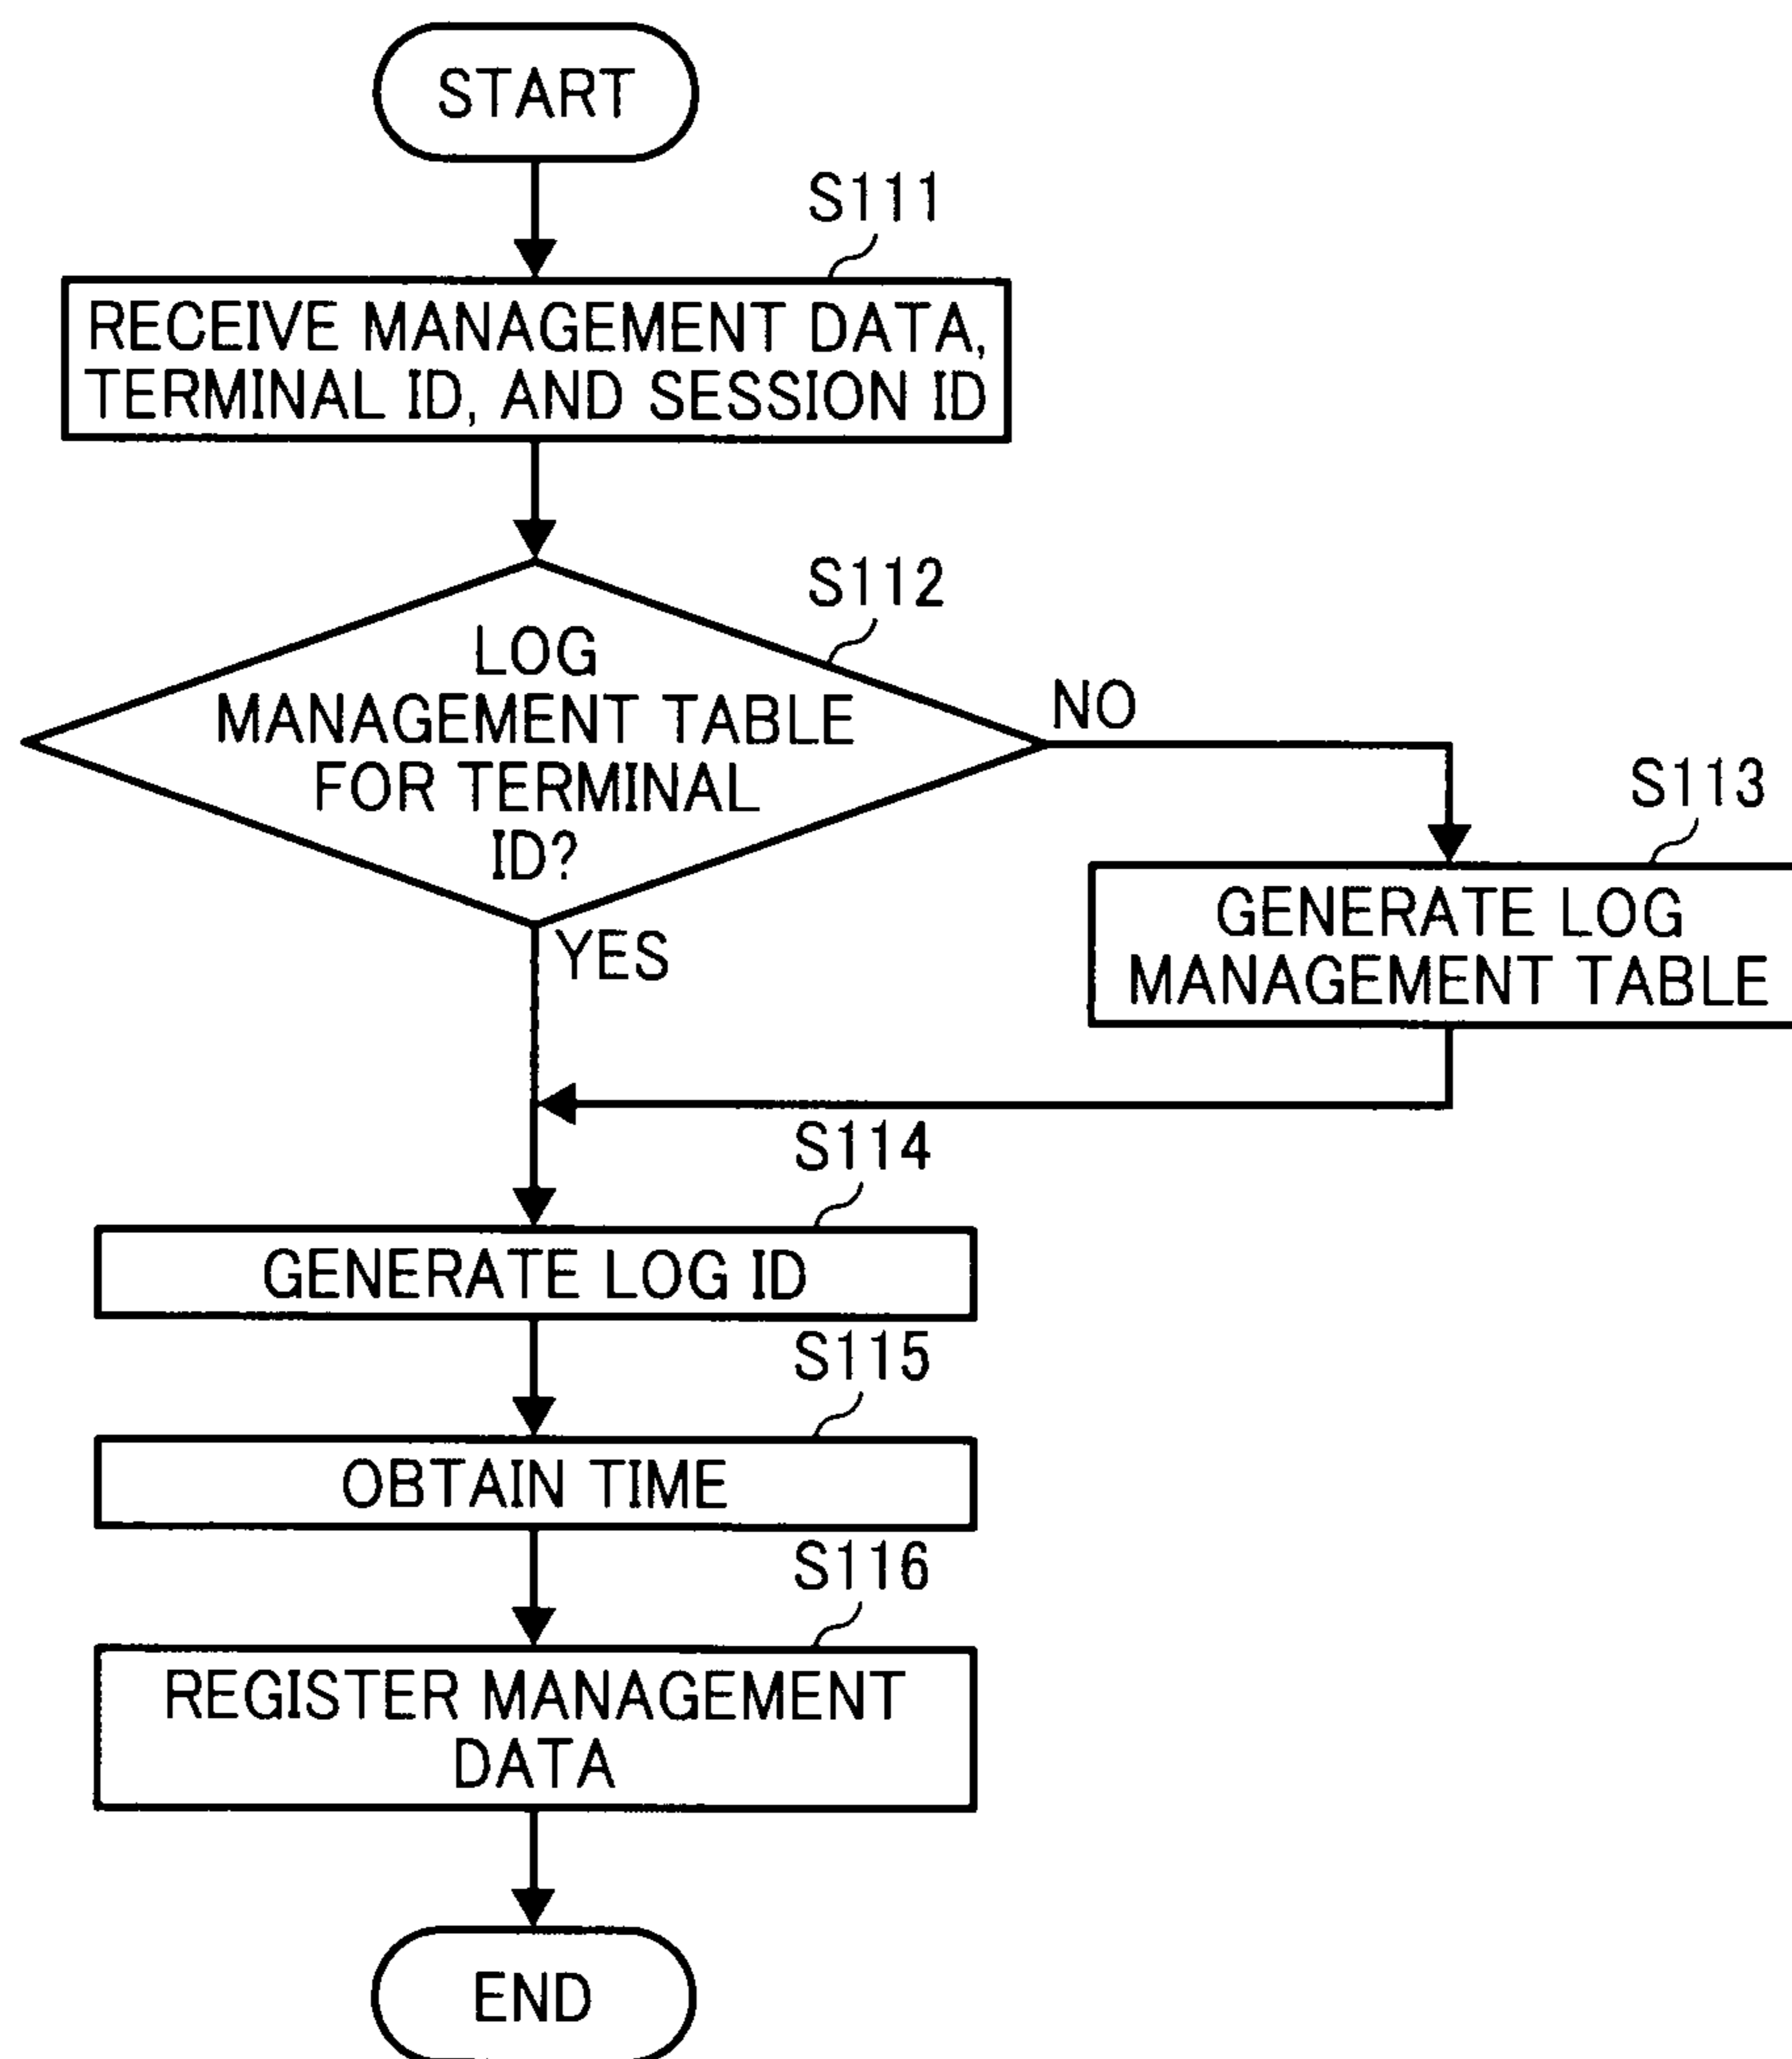 START
S111
RECEIVE MANAGEMENT DATA,
TERMINAL ID, AND SESSION ID
S112
LOG
MANAGEMENT TABLE
FOR TERMINAL
ID?
NO
YES
S113
GENERATE LOG
MANAGEMENT TABLE
S114
GENERATE LOG ID
S115
OBTAIN TIME
S116
REGISTER MANAGEMENT
DATA
END